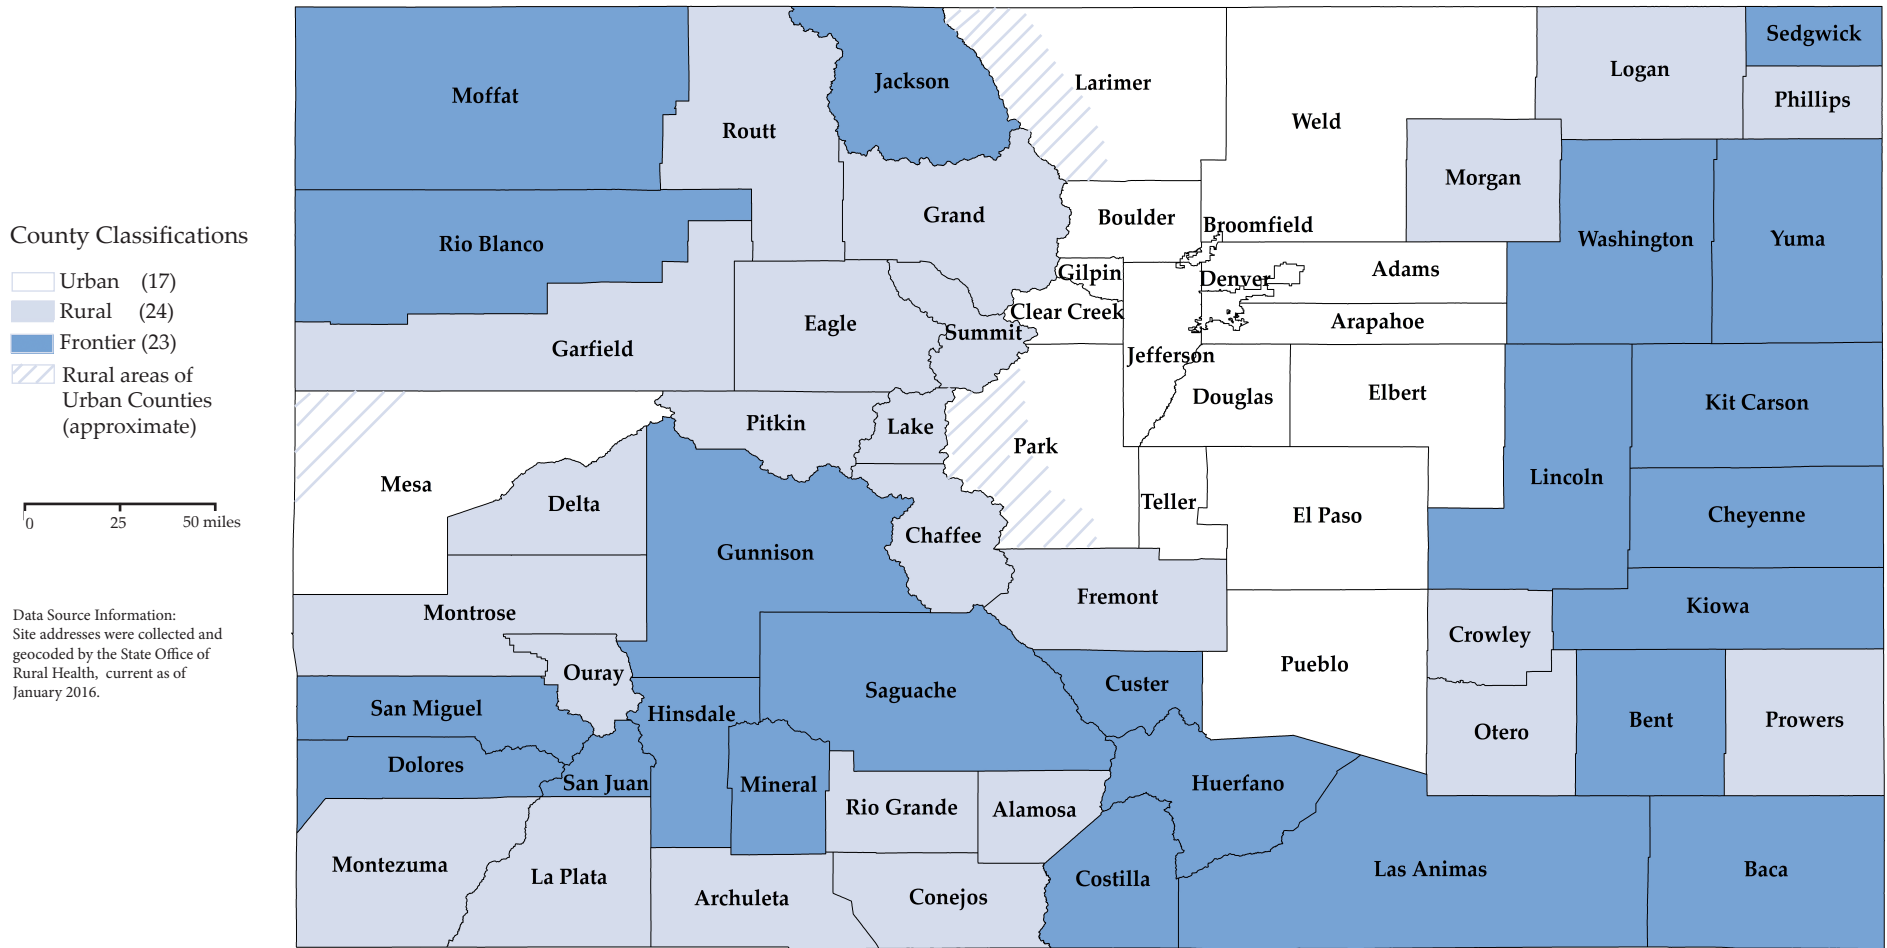 County Classifications
Urban (17)
Rural (24)
Frontier (23)
Rural areas of
Urban Counties
(approximate)
0 25 50 miles
Data Source Information:
Site addresses were collected and
geocoded by the State Office of
Rural Health, current as of
January 2016.
Moffat
Routt
Jackson
Larimer
Weld
Logan
Sedgwick
Phillips
Morgan
Rio Blanco
Grand
Boulder
Broomfield
Washington
Yuma
Gilpin
Denver
Adams
Clear Creek
Arapahoe
Garfield
Eagle
Summit
Jefferson
Douglas
Elbert
Kit Carson
Pitkin
Lake
Park
Mesa
Delta
Teller
El Paso
Lincoln
Cheyenne
Gunnison
Chaffee
Montrose
Fremont
Kiowa
Crowley
Ouray
Pueblo
San Miguel
Hinsdale
Saguache
Custer
Otero
Bent
Prowers
Dolores
San Juan
Mineral
Rio Grande
Alamosa
Huerfano
Montezuma
La Plata
Archuleta
Conejos
Costilla
Las Animas
Baca